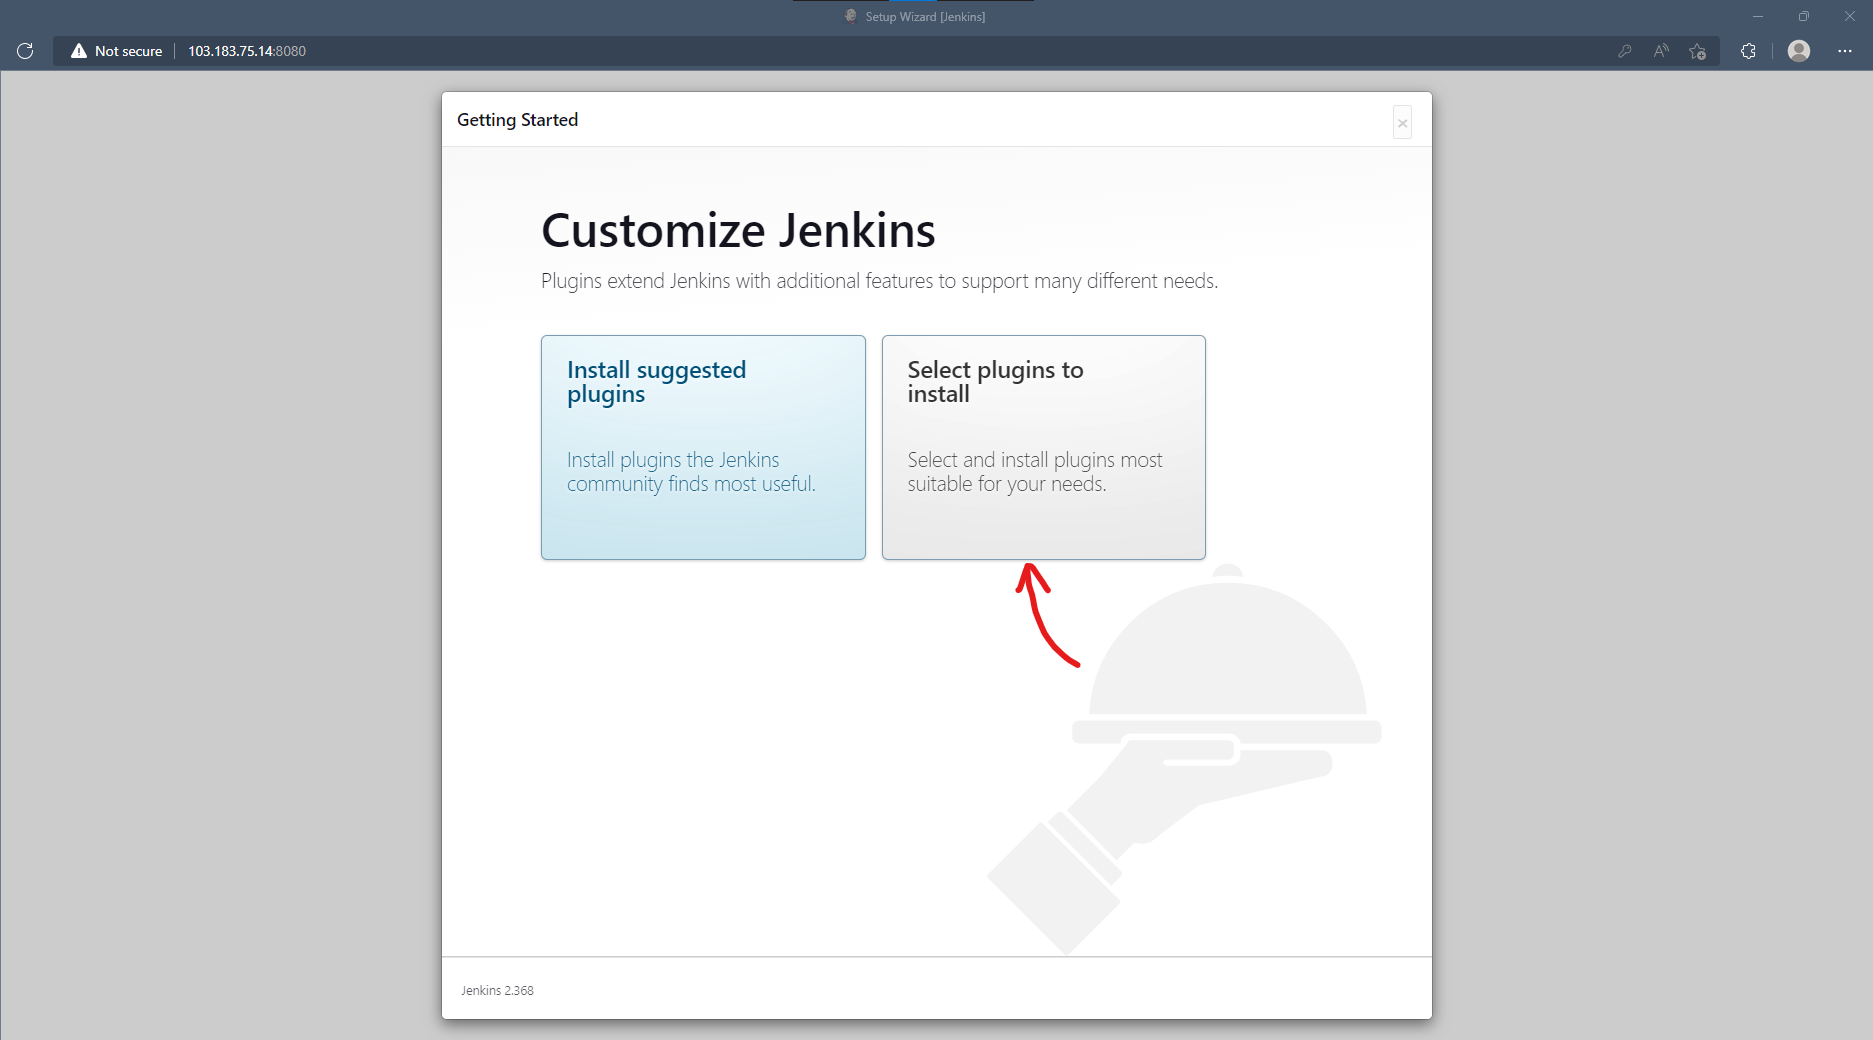 Setup Wizard [Jenkins]
Not secure
103.183.75.14:8080
Getting Started
×
Customize Jenkins
Plugins extend Jenkins with additional features to support many different needs.
Install suggested
plugins
Install plugins the Jenkins
community finds most useful.
Select plugins to
install
Select and install plugins most
suitable for your needs.
Jenkins 2.368